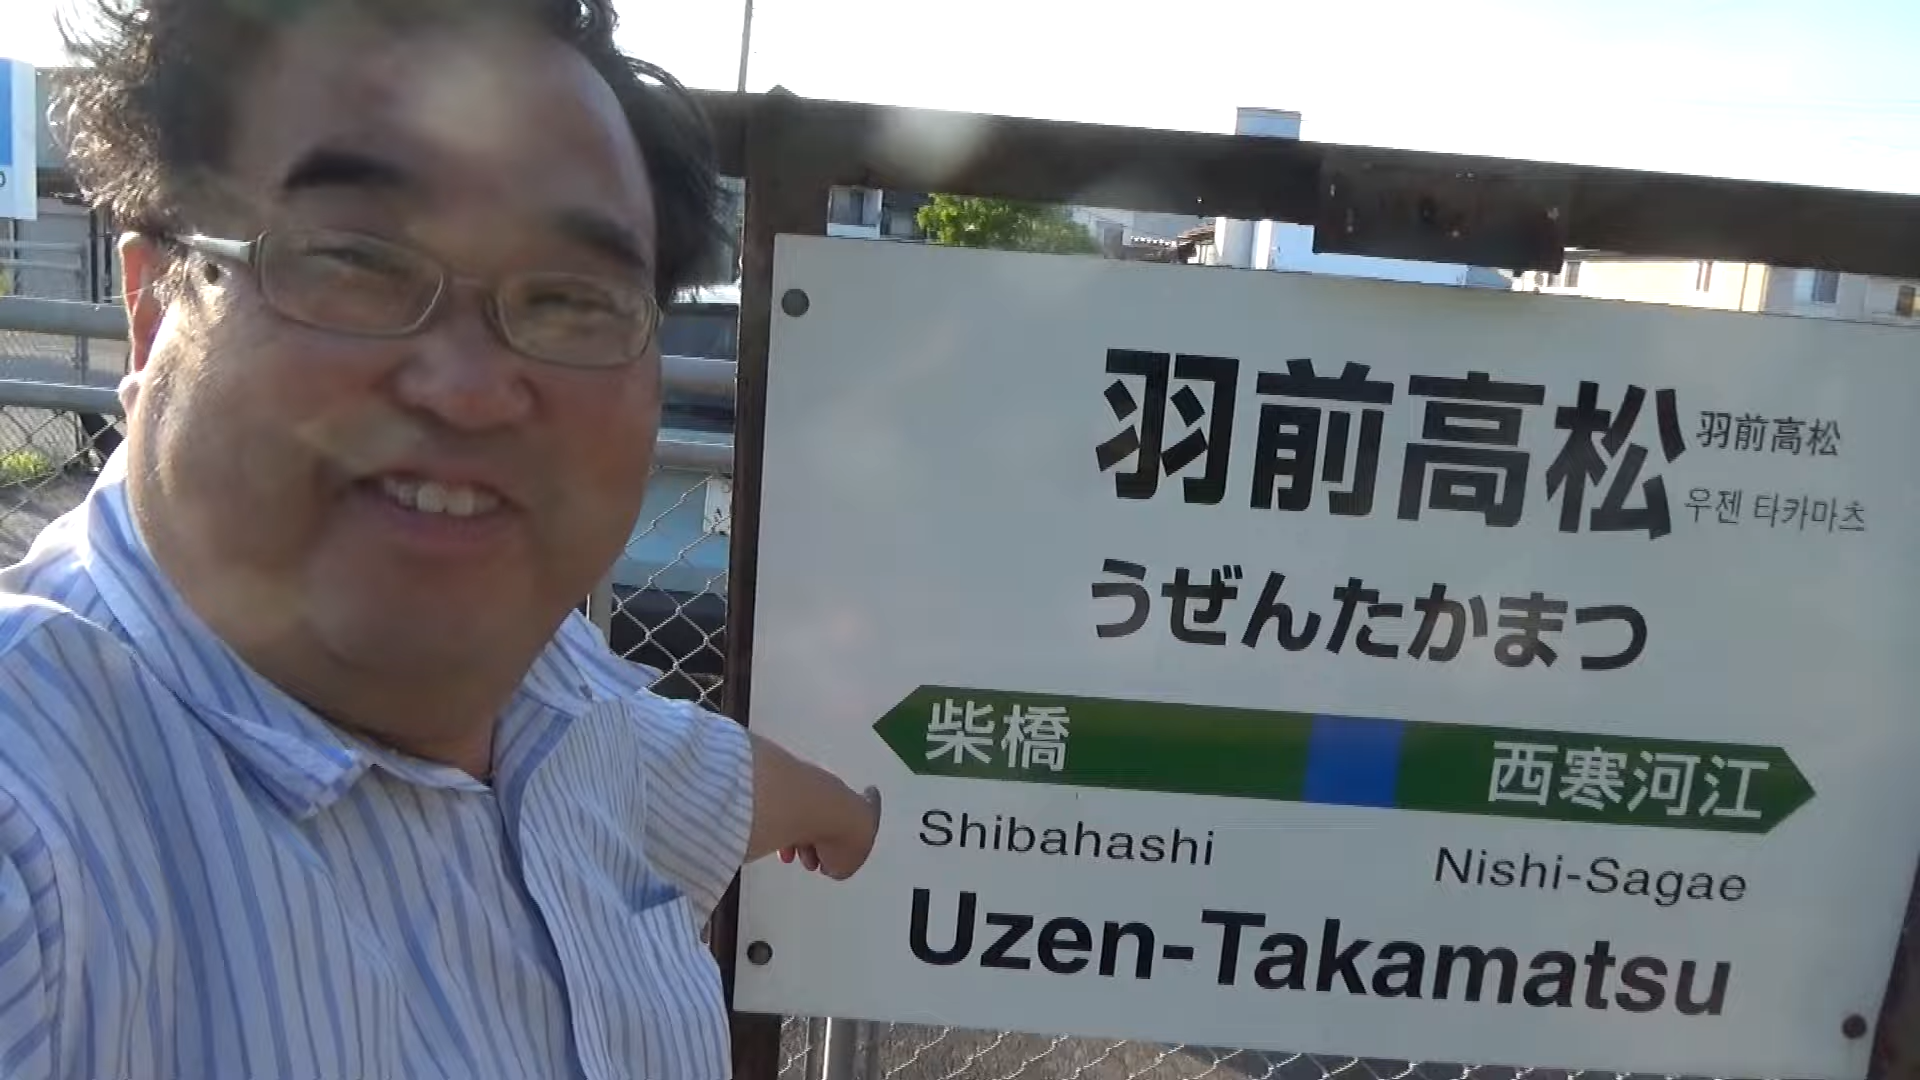 羽前高松
羽前高松
우젠 타카마츠
うぜんたかまつ
柴橋
西寒河江
Shibahashi
Nishi-Sagae
Uzen-Takamatsu